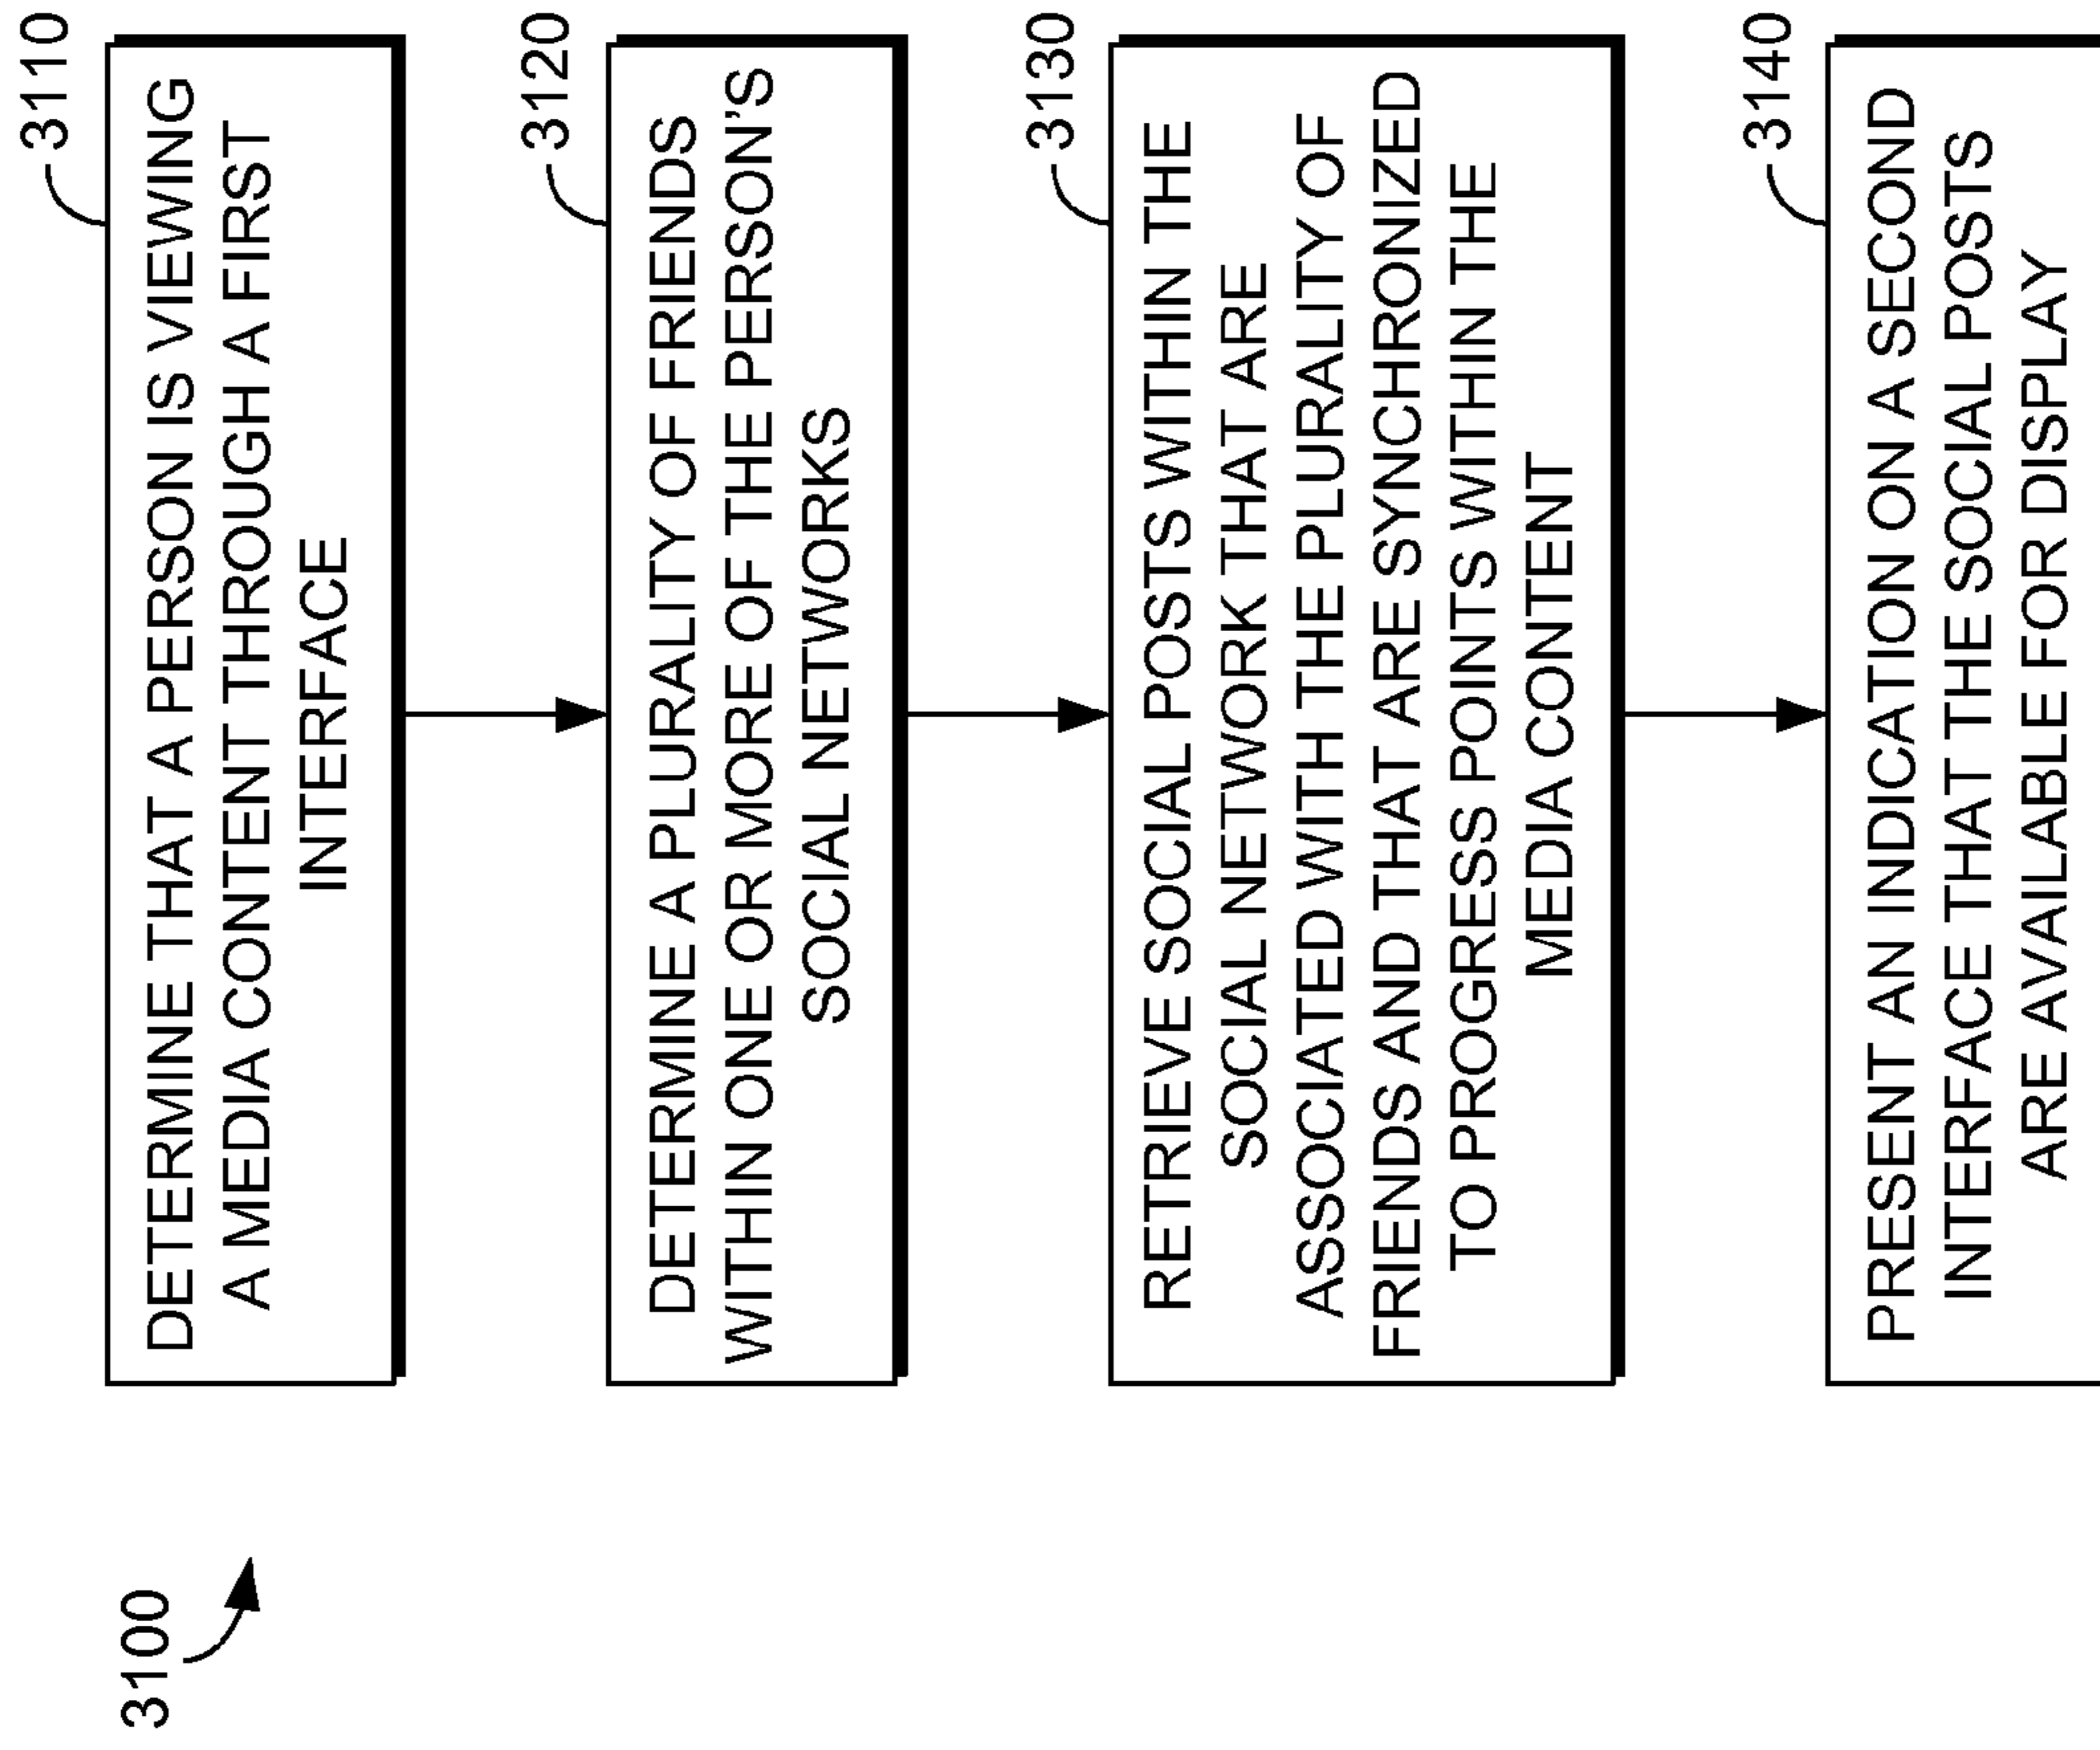 3100
3110
DETERMINE THAT A PERSON IS VIEWING
A MEDIA CONTENT THROUGH A FIRST
INTERFACE
3120
DETERMINE A PLURALITY OF FRIENDS
WITHIN ONE OR MORE OF THE PERSON'S
SOCIAL NETWORKS
3130
RETRIEVE SOCIAL POSTS WITHIN THE
SOCIAL NETWORK THAT ARE
ASSOCIATED WITH THE PLURALITY OF
FRIENDS AND THAT ARE SYNCHRONIZED
TO PROGRESS POINTS WITHIN THE
MEDIA CONTENT
3140
PRESENT AN INDICATION ON A SECOND
INTERFACE THAT THE SOCIAL POSTS
ARE AVAILABLE FOR DISPLAY